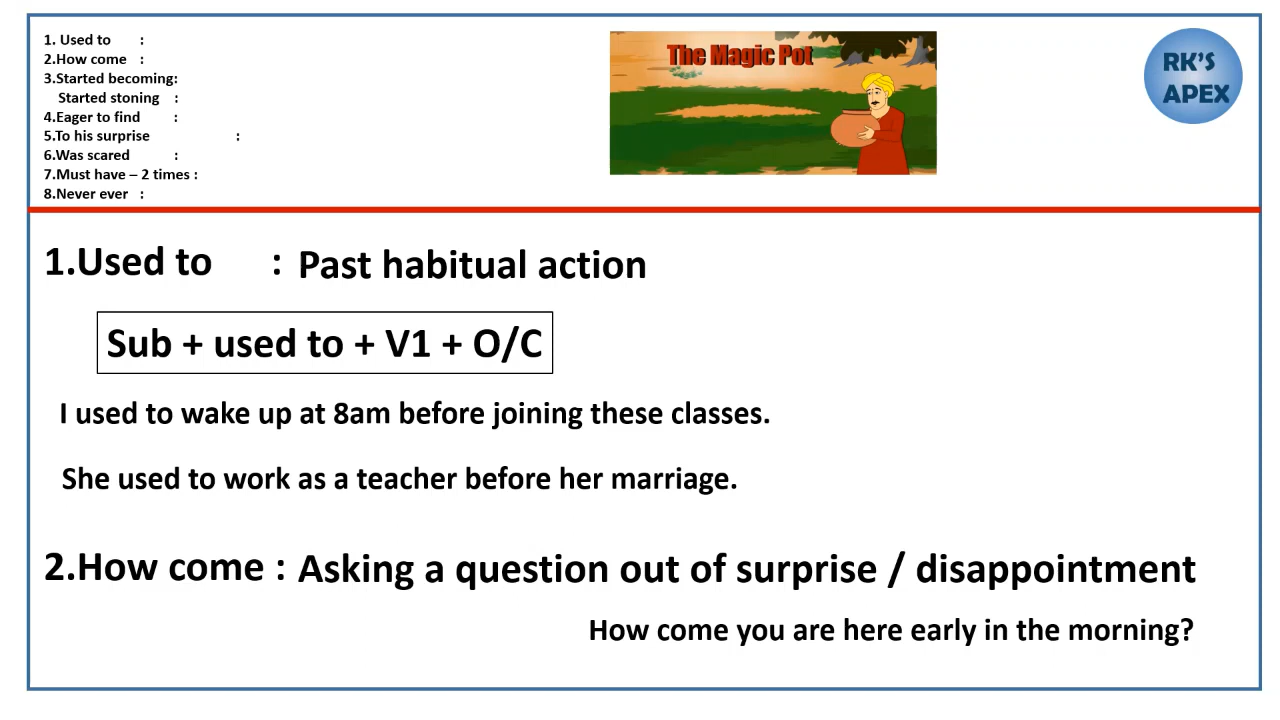 1. Used to :
2.How come :
3.Started becoming:
Started stoning :
4.Eager to find :
5.To his surprise :
6.Was scared :
7.Must have – 2 times :
8.Never ever :
The Magic Pot
RK'S
APEX
1.Used to : Past habitual action
Sub + used to + V1 + O/C
I used to wake up at 8am before joining these classes.
She used to work as a teacher before her marriage.
2.How come : Asking a question out of surprise / disappointment
How come you are here early in the morning?